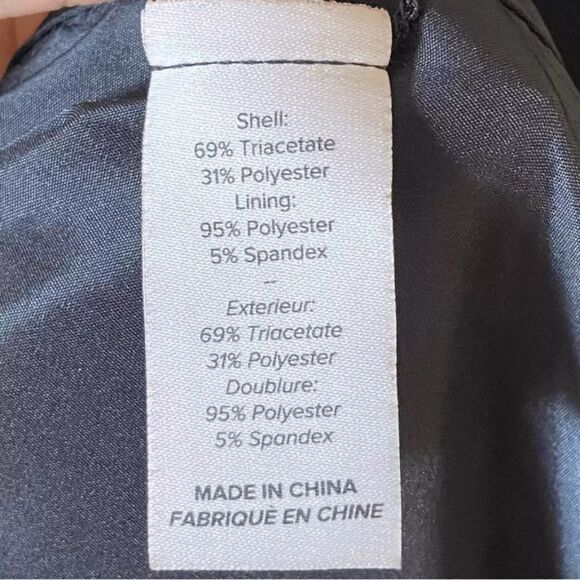 Shell:
69% Triacetate
31% Polyester
Lining:
95% Polyester
5% Spandex
--
Exterieur:
69% Triacetate
31% Polyester
Doublure:
95% Polyester
5% Spandex
MADE IN CHINA
FABRIQUÉ EN CHINE